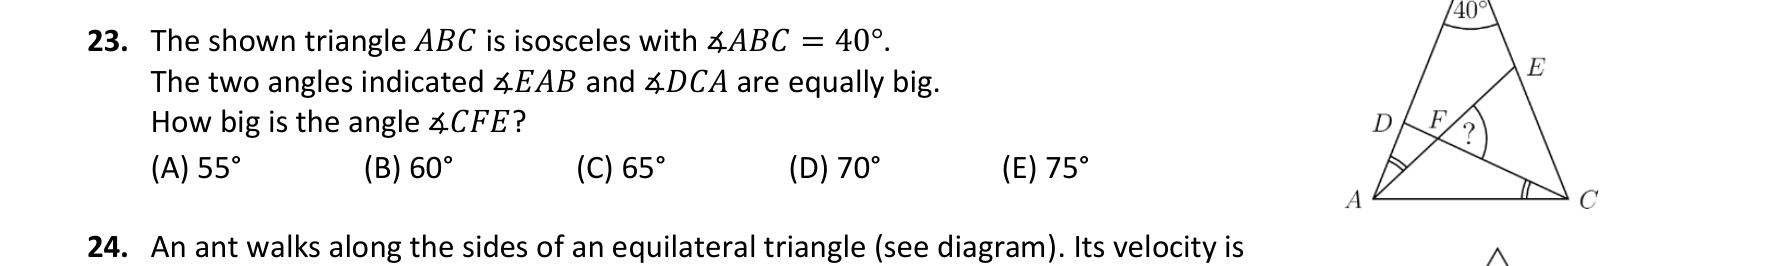 23. The shown triangle ABC is isosceles with ∡ABC = 40°.
The two angles indicated ∡EAB and ∡DCA are equally big.
How big is the angle ∡CFE?
(A) 55° (B) 60° (C) 65° (D) 70° (E) 75°
40°
E
D F ?
A C
24. An ant walks along the sides of an equilateral triangle (see diagram). Its velocity is